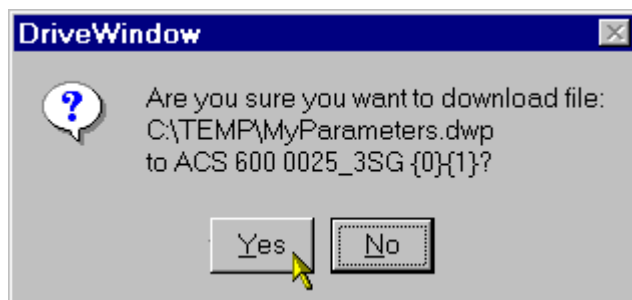 DriveWindow
Are you sure you want to download file:
C:\TEMP\MyParameters.dwp
to ACS 600 0025_3SG {0}{1}?
Yes No